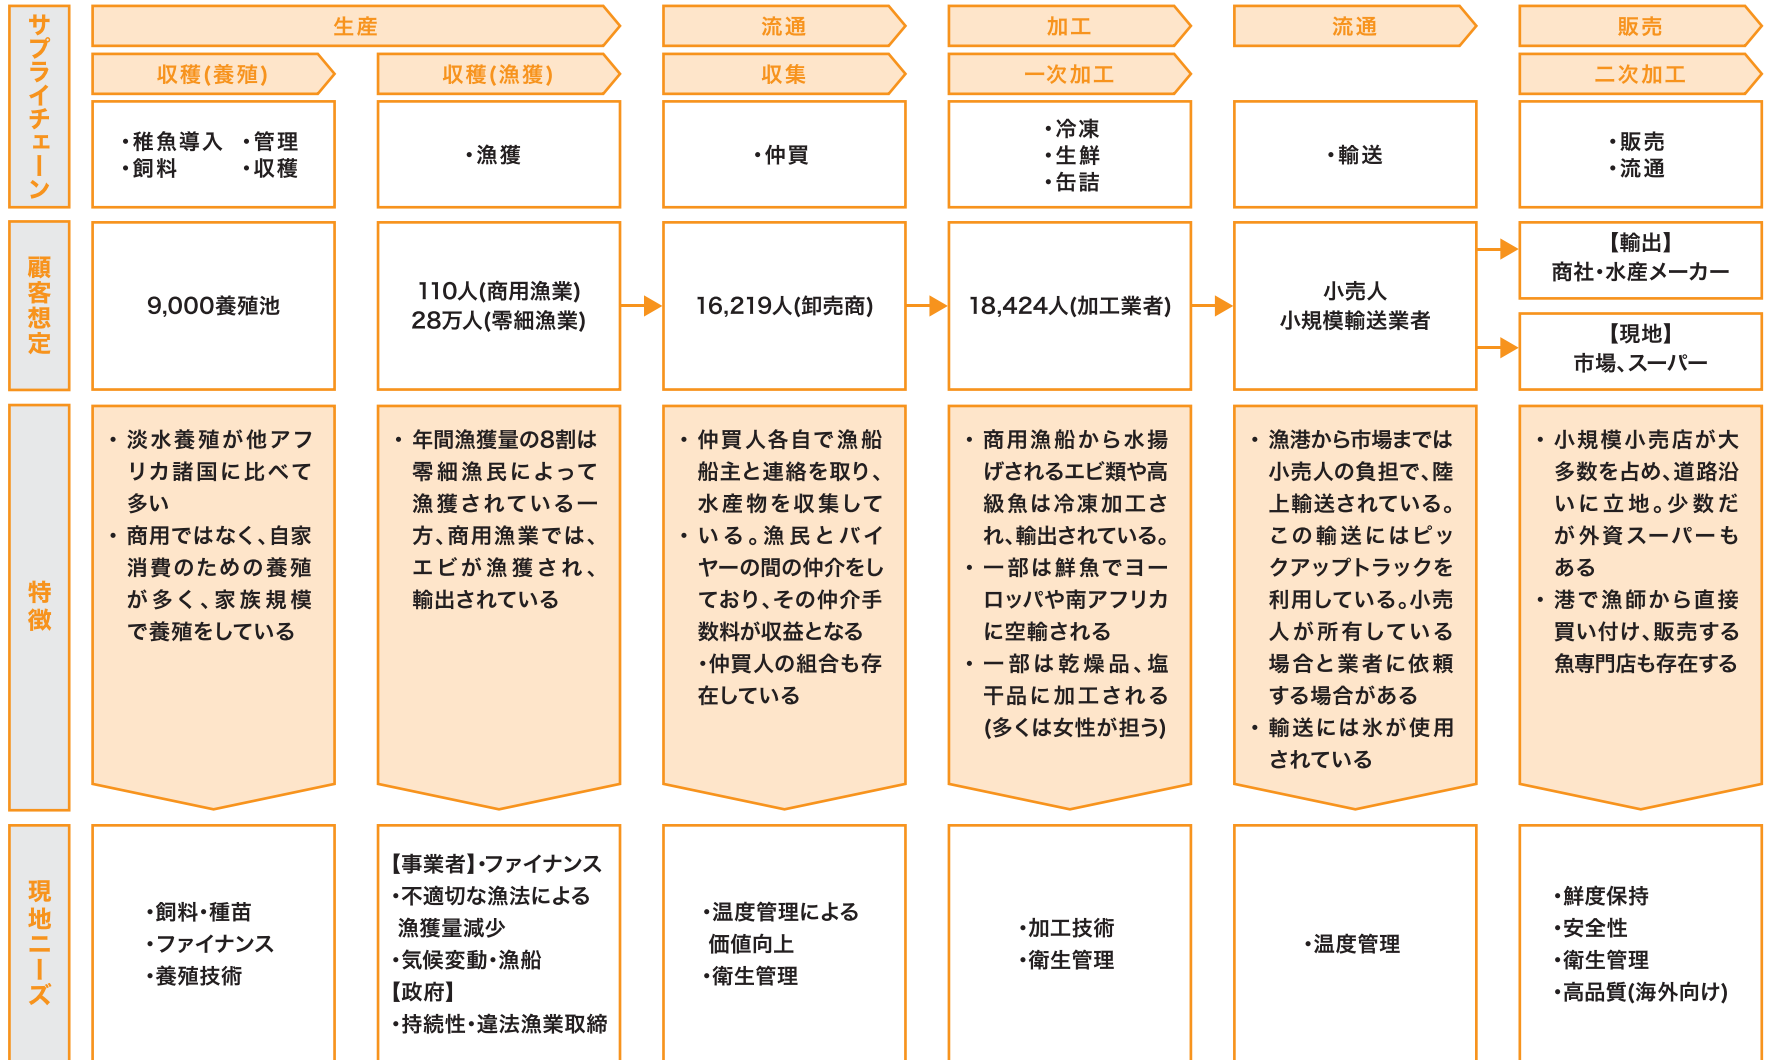 サプライチェーン
生産
流通
加工
流通
販売
収穫(養殖)
収穫(漁獲)
収集
一次加工
二次加工
・稚魚導入 ・管理
・飼料 ・収穫
・漁獲
・仲買
・冷凍
・生鮮
・缶詰
・輸送
・販売
・流通
顧客想定
9,000養殖池
110人(商用漁業)
28万人(零細漁業)
16,219人(卸売商)
18,424人(加工業者)
小売人
小規模輸送業者
【輸出】
商社・水産メーカー
【現地】
市場、スーパー
特徴
・ 淡水養殖が他アフ
リカ諸国に比べて
多い
・ 商用ではなく、自家
消費のための養殖
が多く、家族規模
で養殖をしている
・ 年間漁獲量の8割は
零細漁民によって
漁獲されている一
方、商用漁業では、
エビが漁獲され、
輸出されている
・ 仲買人各自で漁船
船主と連絡を取り、
水産物を収集して
・ いる。漁民とバイ
ヤーの間の仲介をし
ており、その仲介手
数料が収益となる
・仲買人の組合も存
在している
・ 商用漁船から水揚
げされるエビ類や高
級魚は冷凍加工さ
れ、輸出されている。
・ 一部は鮮魚でヨー
ロッパや南アフリカ
に空輸される
・ 一部は乾燥品、塩
干品に加工される
(多くは女性が担う)
・ 漁港から市場までは
小売人の負担で、陸
上輸送されている。
この輸送にはピッ
クアップトラックを
利用している。小売
人が所有している
場合と業者に依頼
する場合がある
・ 輸送には氷が使用
されている
・ 小規模小売店が大
多数を占め、道路沿
いに立地。少数だ
が外資スーパーも
ある
・ 港で漁師から直接
買い付け、販売する
魚専門店も存在する
現地ニーズ
・飼料・種苗
・ファイナンス
・養殖技術
【事業者】・ファイナンス
・不適切な漁法による
漁獲量減少
・気候変動・漁船
【政府】
・持続性・違法漁業取締
・温度管理による
価値向上
・衛生管理
・加工技術
・衛生管理
・温度管理
・鮮度保持
・安全性
・衛生管理
・高品質(海外向け)